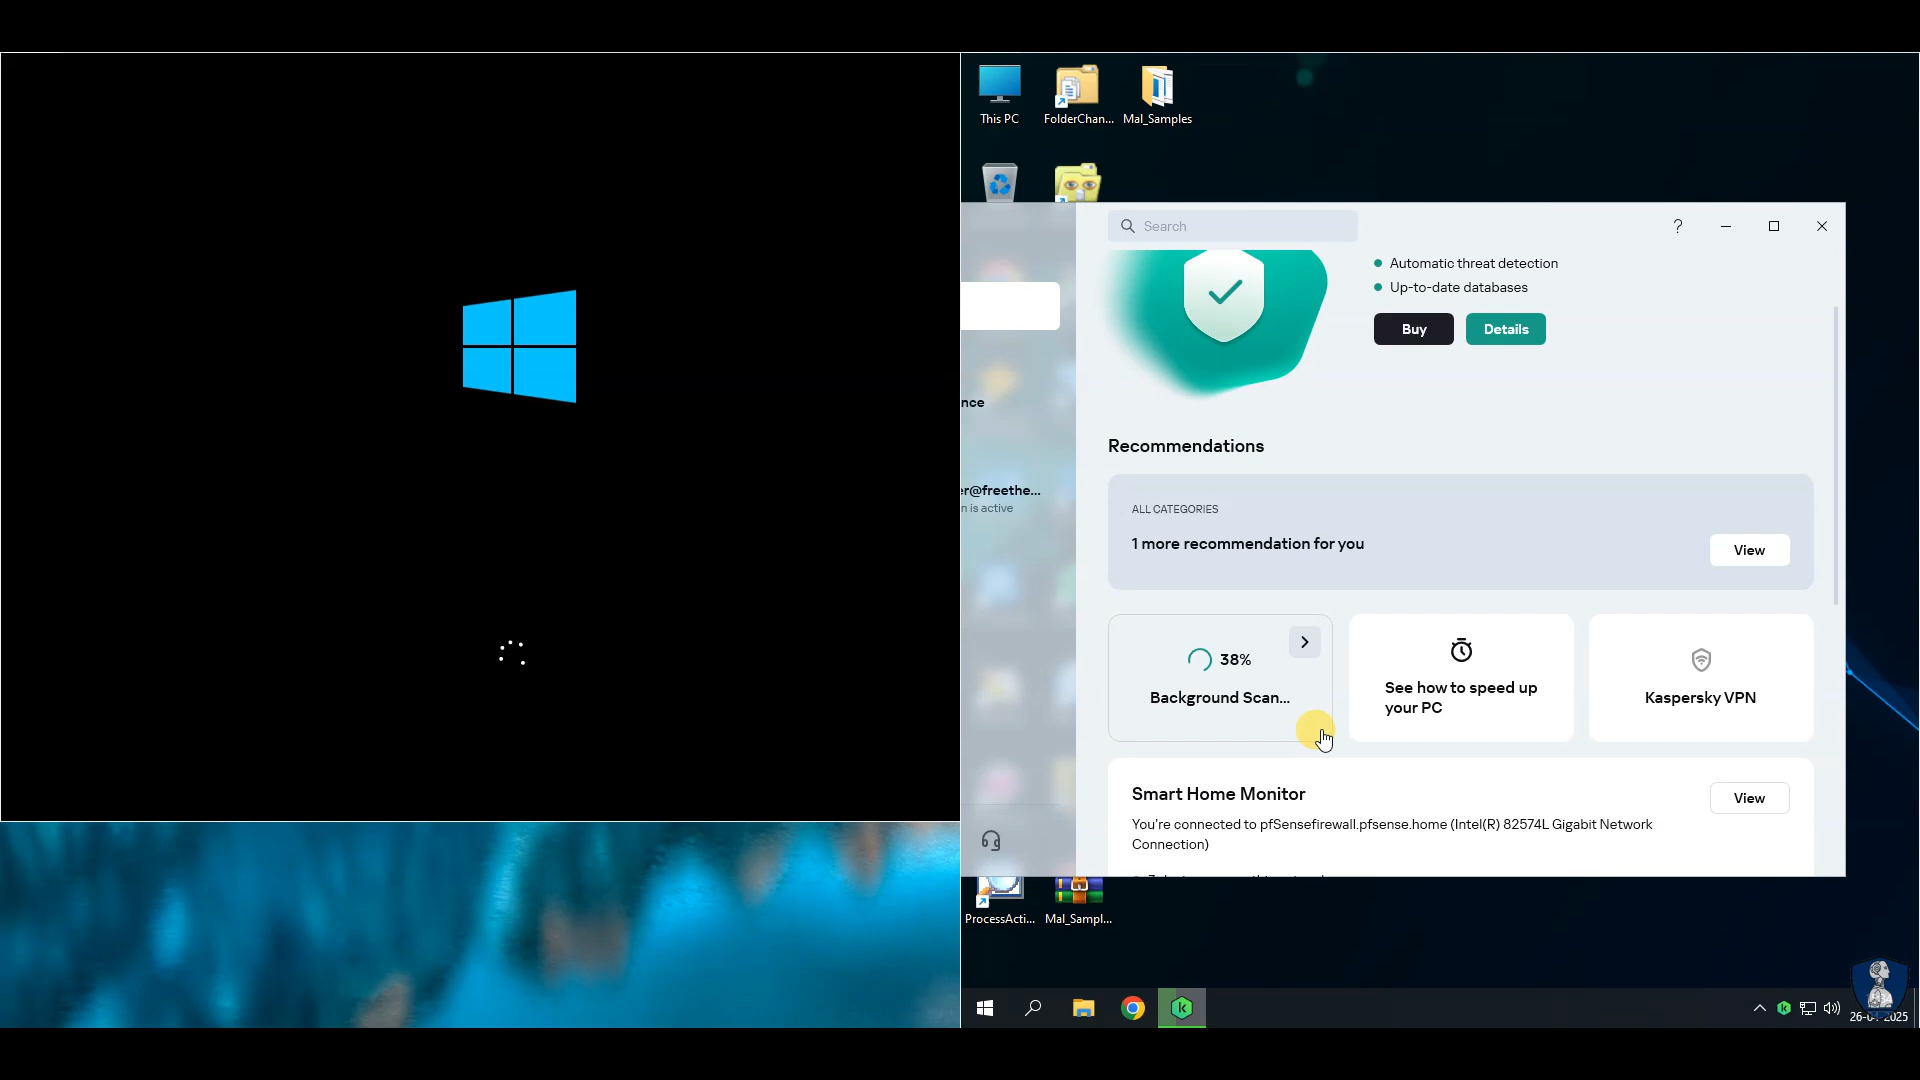 This PC
FolderChan...
Mal_Samples
Search
Automatic threat detection
Up-to-date databases
Buy
Details
nce
er@freethe...
n is active
Recommendations
ALL CATEGORIES
1 more recommendation for you
View
38%
Background Scan...
See how to speed up
your PC
Kaspersky VPN
Smart Home Monitor
View
You're connected to pfSensefirewall.pfsense.home (Intel(R) 82574L Gigabit Network
Connection)
ProcessActi...
Mal_Sampl...